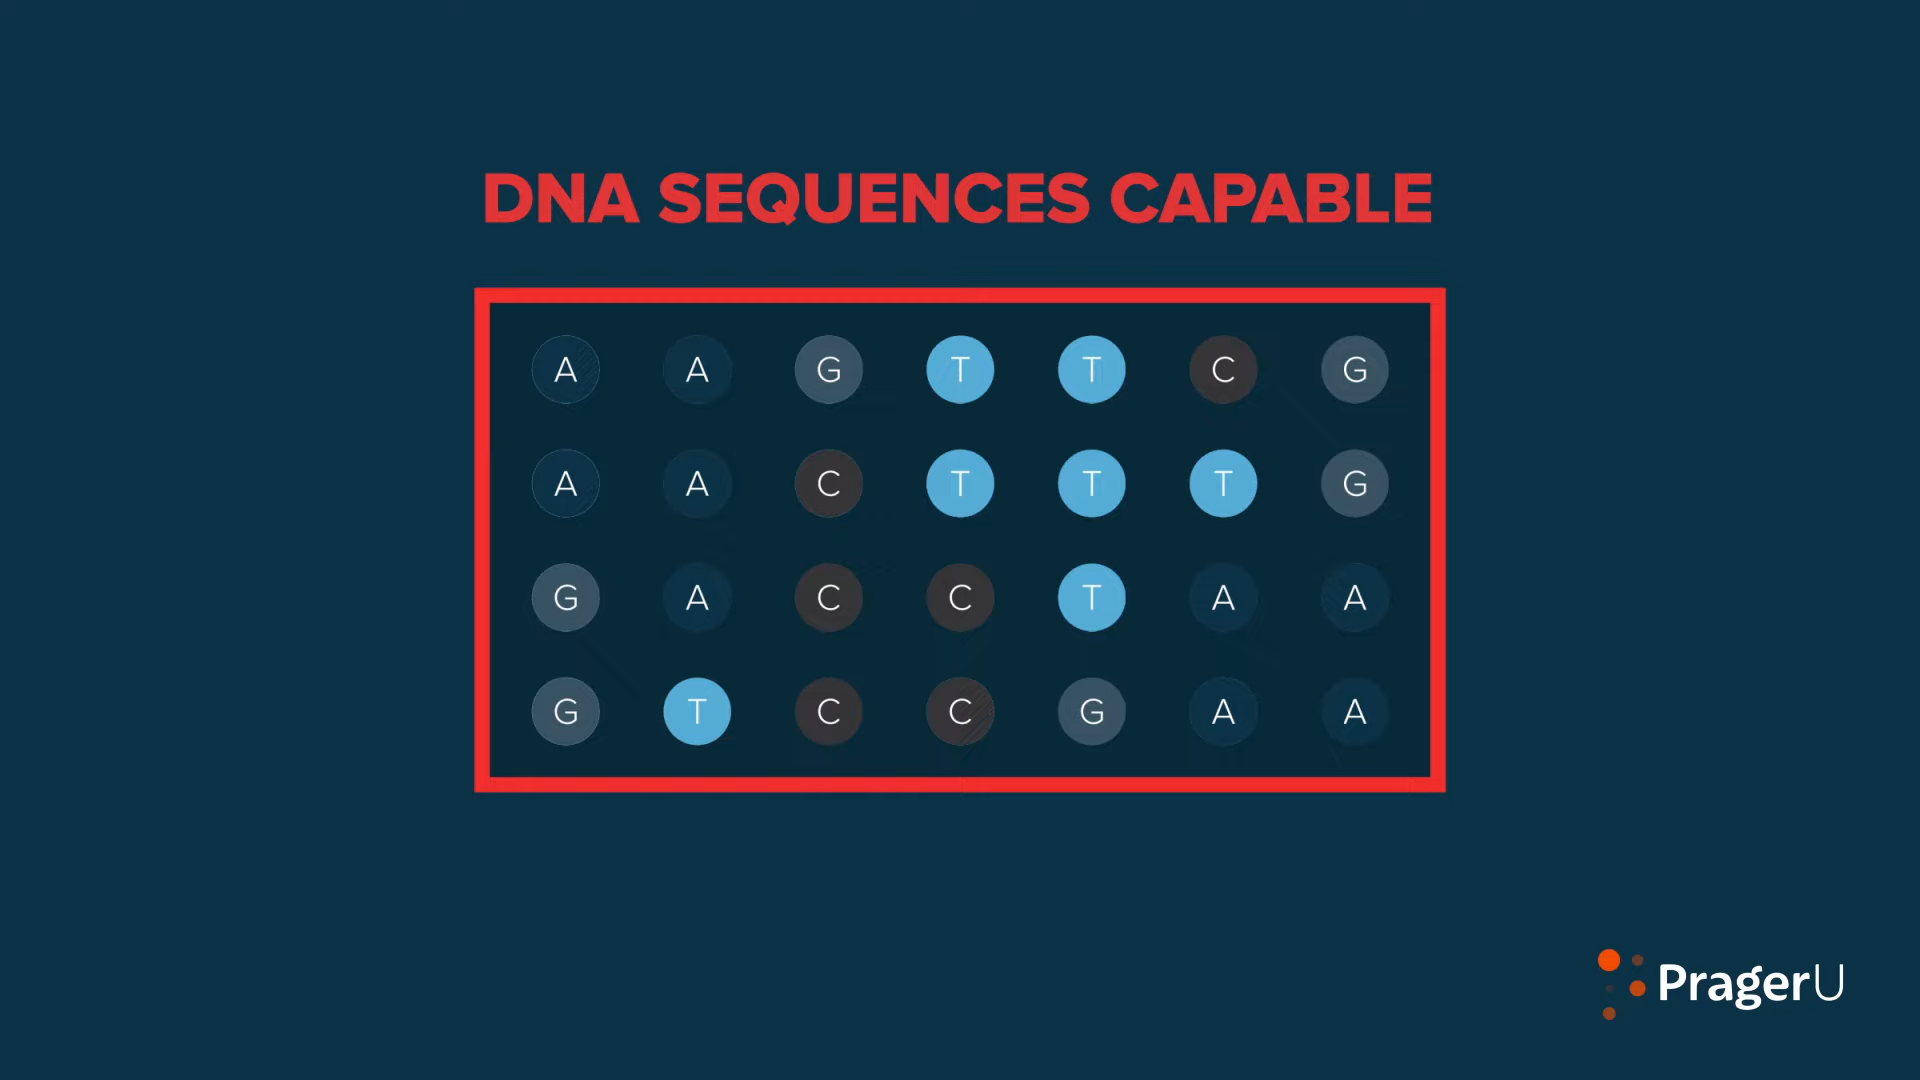 DNA SEQUENCES CAPABLE
A A G T T C G
A A C T T T G
G A C C T A A
G T C C G A A
PragerU